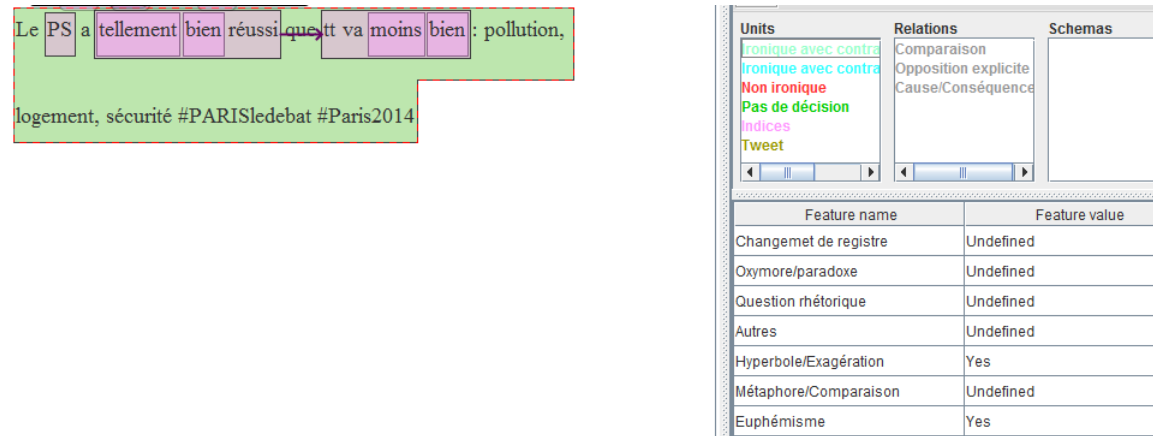 Le PS a tellement bien réussi que tt va moins bien : pollution,
logement, sécurité #PARISledebat #Paris2014
Units
Ironique avec contra
Ironique avec contra
Non ironique
Pas de décision
Indices
Tweet
Relations
Comparaison
Opposition explicite
Cause/Conséquence
Schemas
Feature name Feature value
Changemet de registre Undefined
Oxymore/paradoxe Undefined
Question rhétorique Undefined
Autres Undefined
Hyperbole/Exagération Yes
Métaphore/Comparaison Undefined
Euphémisme Yes